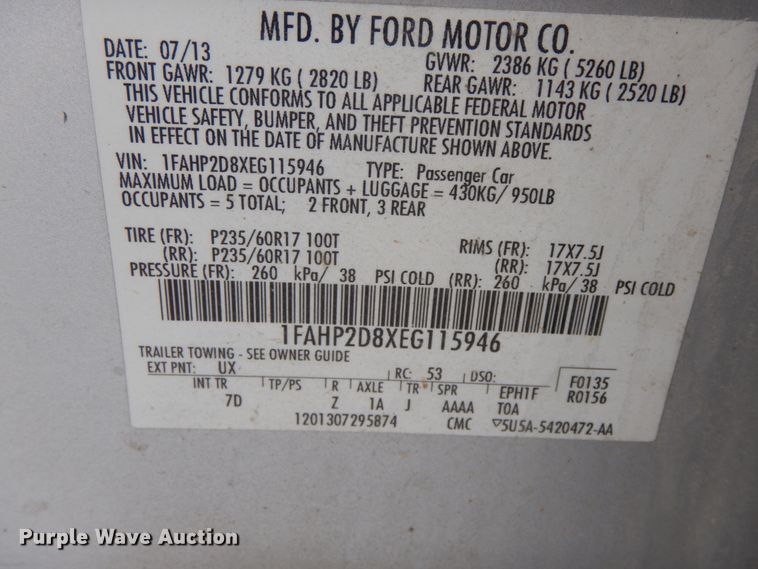 MFD. BY FORD MOTOR CO.
DATE: 07/13 GVWR: 2386 KG ( 5260 LB)
FRONT GAWR: 1279 KG ( 2820 LB) REAR GAWR: 1143 KG ( 2520 LB)
THIS VEHICLE CONFORMS TO ALL APPLICABLE FEDERAL MOTOR
VEHICLE SAFETY, BUMPER, AND THEFT PREVENTION STANDARDS
IN EFFECT ON THE DATE OF MANUFACTURE SHOWN ABOVE.
VIN: 1FAHP2D8XEG115946 TYPE: Passenger Car
MAXIMUM LOAD = OCCUPANTS + LUGGAGE = 430KG/ 950LB
OCCUPANTS = 5 TOTAL; 2 FRONT, 3 REAR
TIRE (FR): P235/60R17 100T RIMS (FR): 17X7.5J
(RR): P235/60R17 100T (RR): 17X7.5J
PRESSURE (FR): 260 kPa/ 38 PSI COLD (RR): 260 kPa/ 38 PSI COLD
1FAHP2D8XEG115946
TRAILER TOWING - SEE OWNER GUIDE
EXT PNT: UX RC: 53 DSO: F0135
INT TR TP/PS R AXLE TR SPR EPH1F R0156
7D Z 1A J AAAA TOA
1201307295874 CMC ▽5U5A-5420472-AA
Purple Wave Auction